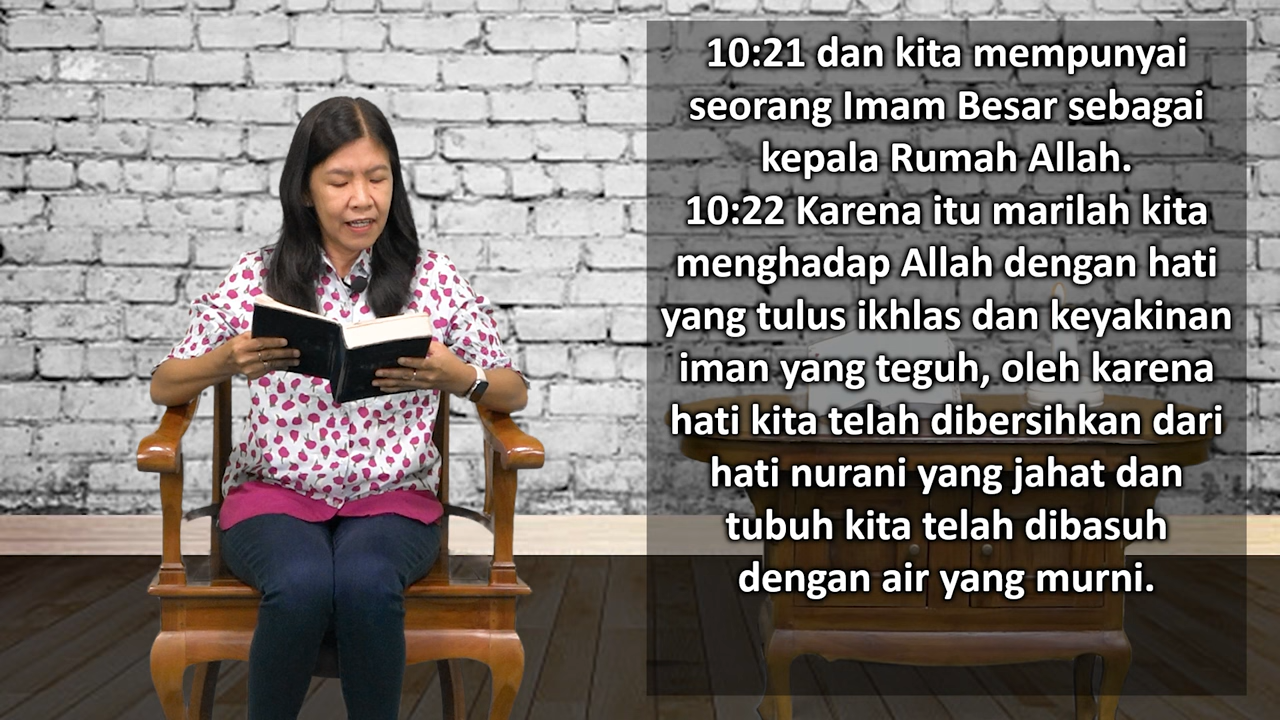 10:21 dan kita mempunyai
seorang Imam Besar sebagai
kepala Rumah Allah.
10:22 Karena itu marilah kita
menghadap Allah dengan hati
yang tulus ikhlas dan keyakinan
iman yang teguh, oleh karena
hati kita telah dibersihkan dari
hati nurani yang jahat dan
tubuh kita telah dibasuh
dengan air yang murni.